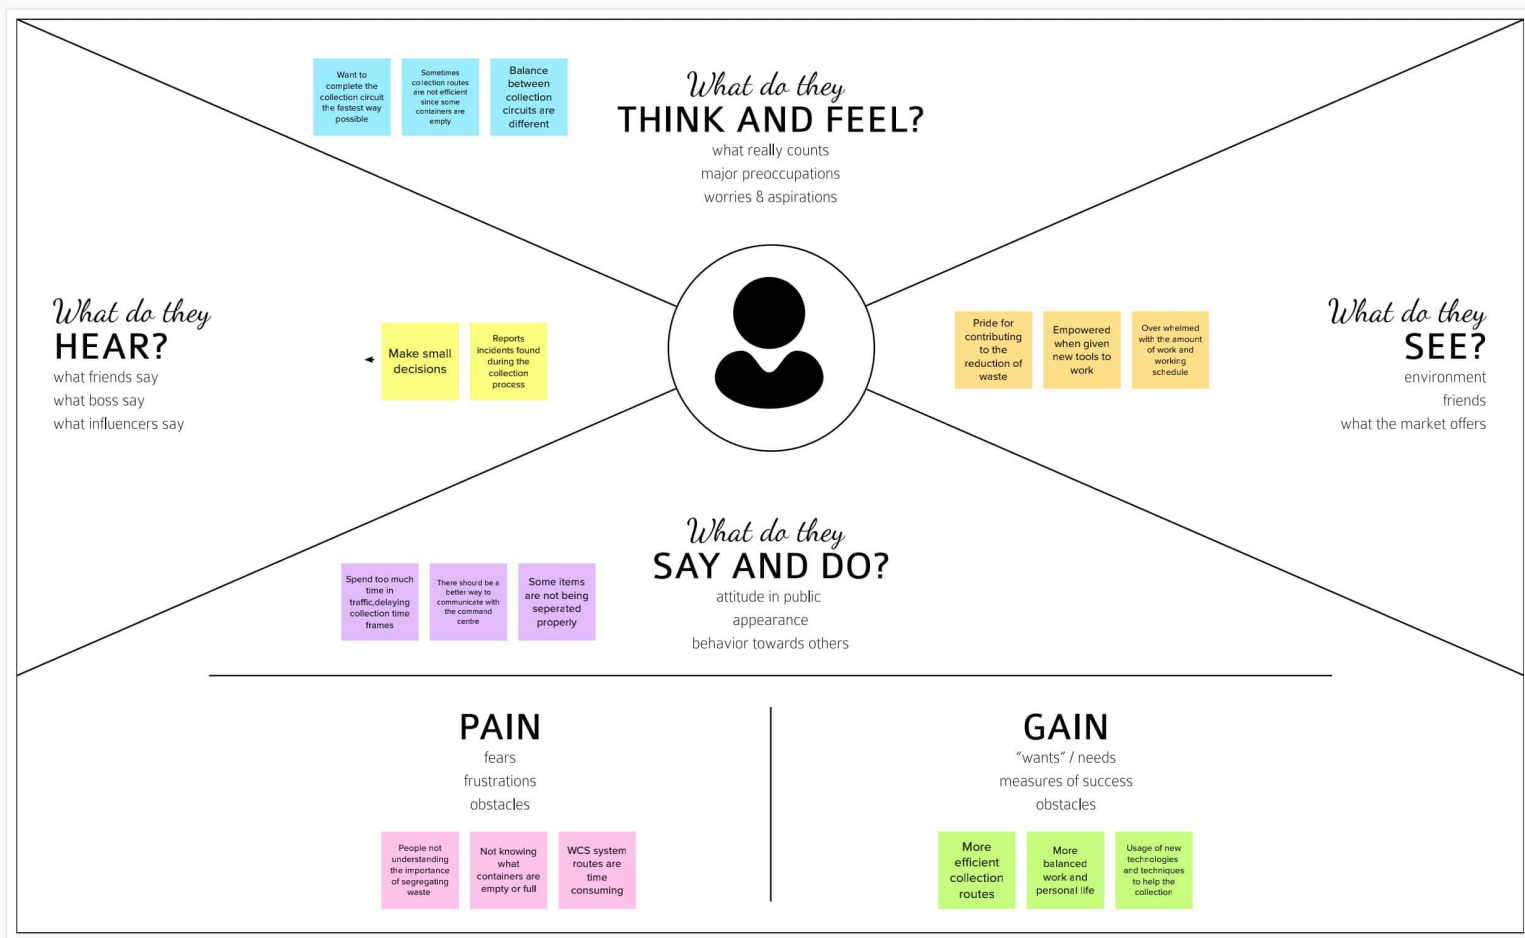 Want to
complete the
collection circuit
the fastest way
possible
Sometimes
collection routes
are not efficient
since some
containers are
empty
Balance
between
collection
circuits are
different
What do they
THINK AND FEEL?
what really counts
major preoccupations
worries & aspirations
What do they
HEAR?
what friends say
what boss say
what influencers say
Make small
decisions
Reports
incidents found
during the
collection
process
Pride for
contributing
to the
reduction of
waste
Empowered
when given
new tools to
work
Over whelmed
with the amount
of work and
working
schedule
What do they
SEE?
environment
friends
what the market offers
What do they
SAY AND DO?
attitude in public
appearance
behavior towards others
Spend too much
time in
traffic,delaying
collection time
frames
There should be a
better way to
communicate with
the command
centre
Some items
are not being
seperated
properly
PAIN
fears
frustrations
obstacles
People not
understanding
the importance
of segregating
waste
Not knowing
what
containers are
empty or full
WCS system
routes are
time
consuming
GAIN
“wants” / needs
measures of success
obstacles
More
efficient
collection
routes
More
balanced
work and
personal life
Usage of new
technologies
and techniques
to help the
collection